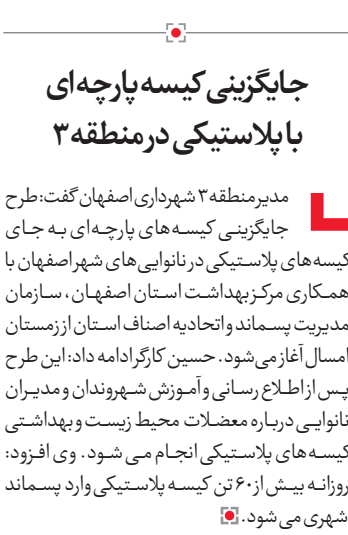 جایگزینی کیسه پارچه‌ای
با پلاستیکی در منطقه ۳
مدیر منطقه ۳ شهرداری اصفهان گفت: طرح
جایگزینی کیسه‌های پارچه‌ای به جای
کیسه‌های پلاستیکی در نانوایی‌های شهر اصفهان با
همکاری مرکز بهداشت استان اصفهان، سازمان
مدیریت پسماند و اتحادیه اصناف استان از زمستان
امسال آغاز می‌شود. حسین کارگر ادامه داد: این طرح
پس از اطلاع رسانی و آموزش شهروندان و مدیران
نانوایی درباره معضلات محیط زیست و بهداشتی
کیسه‌های پلاستیکی انجام می شود. وی افزود:
روزانه بیش از ۶۰ تن کیسه پلاستیکی وارد پسماند
شهری می شود.